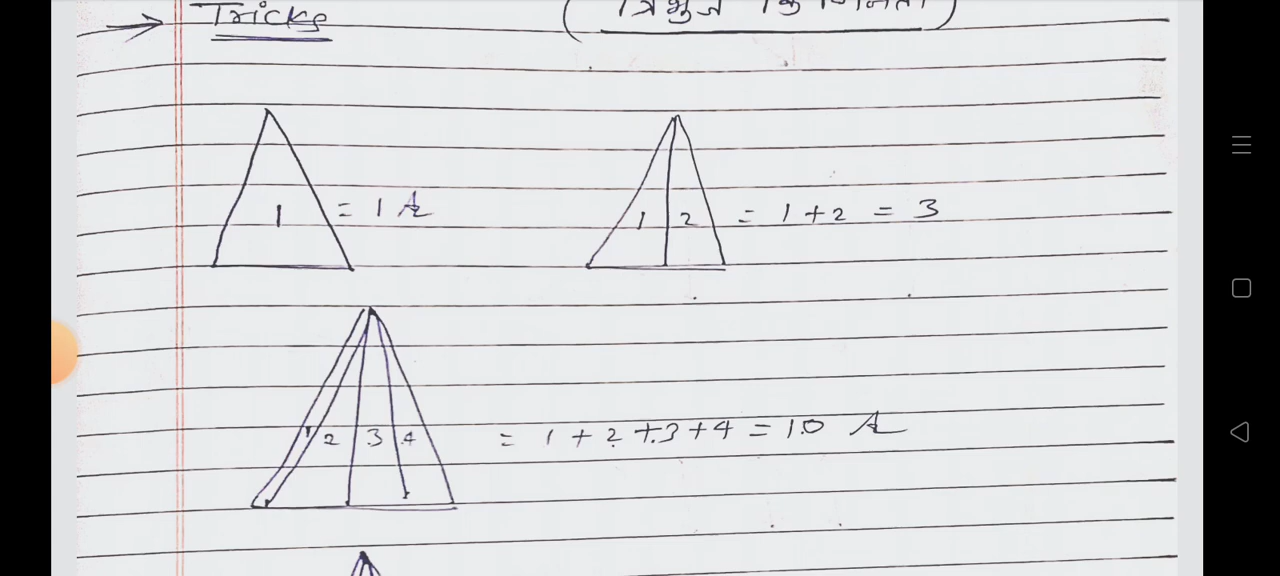 Tricks
1 = 1
1 2 = 1 + 2 = 3
1 2 3 4 = 1 + 2 + 3 + 4 = 10